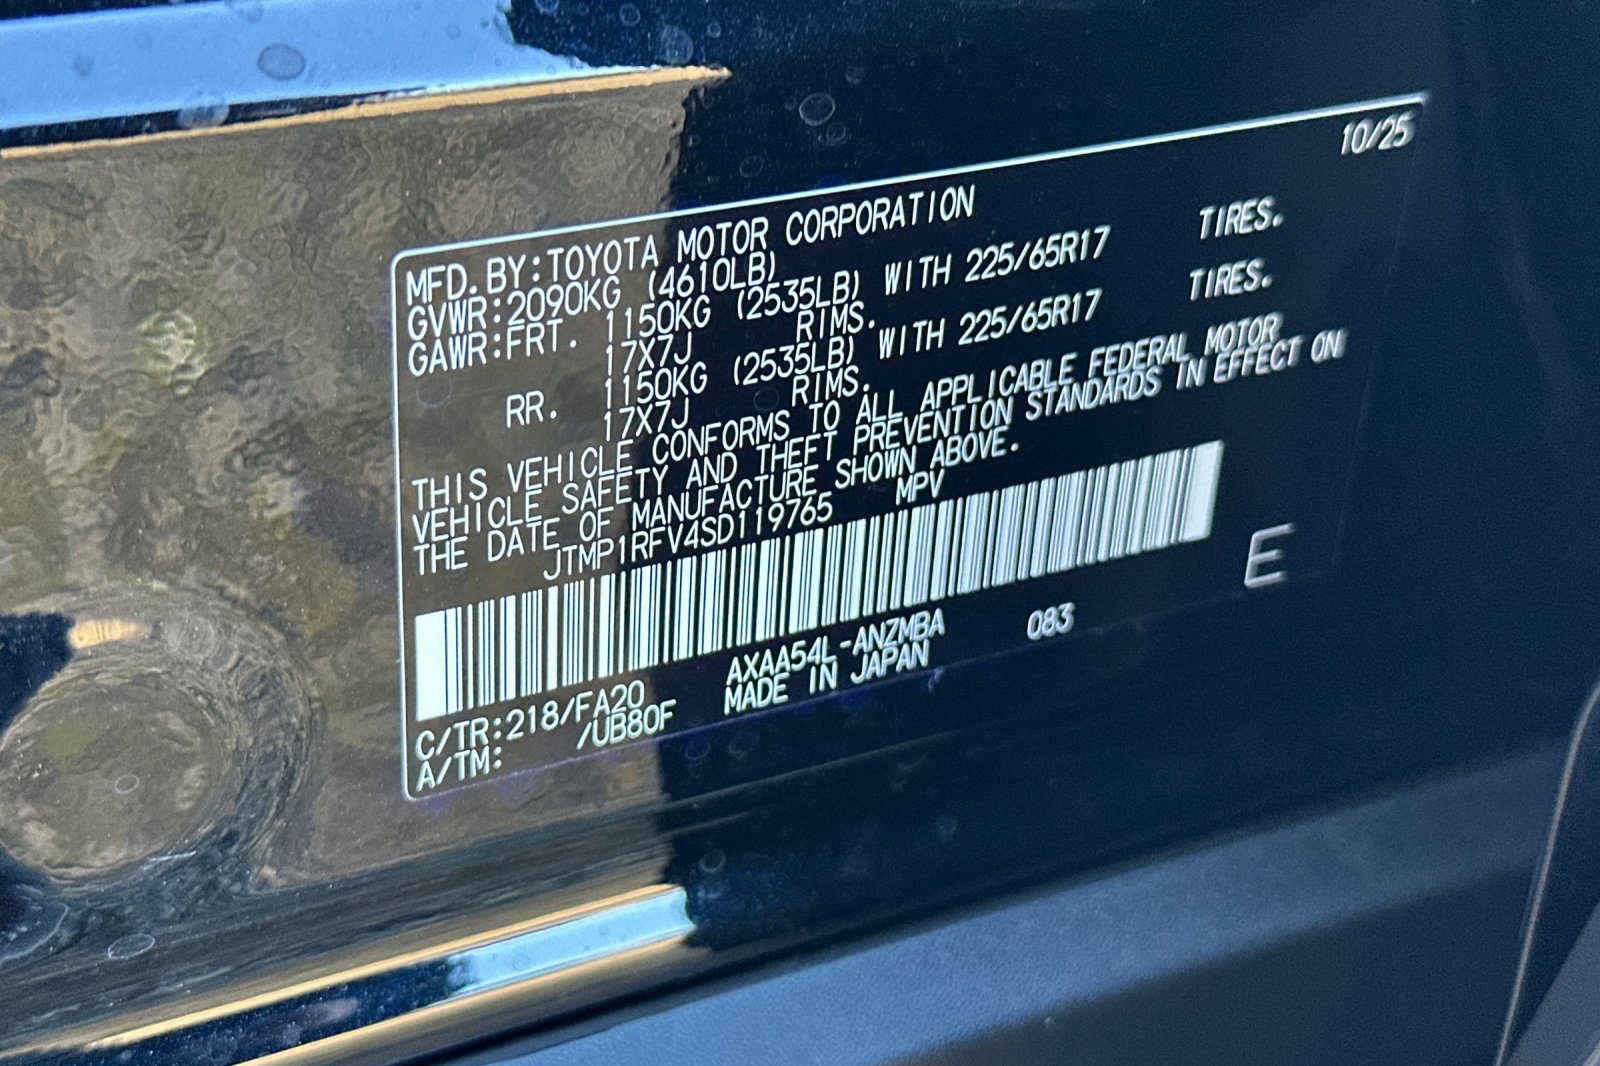 10/25
MFD.BY:TOYOTA MOTOR CORPORATION
GVWR:2090KG (4610LB)
GAWR:FRT. 1150KG (2535LB) WITH 225/65R17 TIRES.
17X7J RIMS.
RR. 1150KG (2535LB) WITH 225/65R17 TIRES.
17X7J RIMS.
THIS VEHICLE CONFORMS TO ALL APPLICABLE FEDERAL MOTOR
VEHICLE SAFETY AND THEFT PREVENTION STANDARDS IN EFFECT ON
THE DATE OF MANUFACTURE SHOWN ABOVE.
JTMP1RFV4SD119765 MPV
E
C/TR:218/FA20 AXAA54L-ANZMBA 083
A/TM: /UB80F MADE IN JAPAN